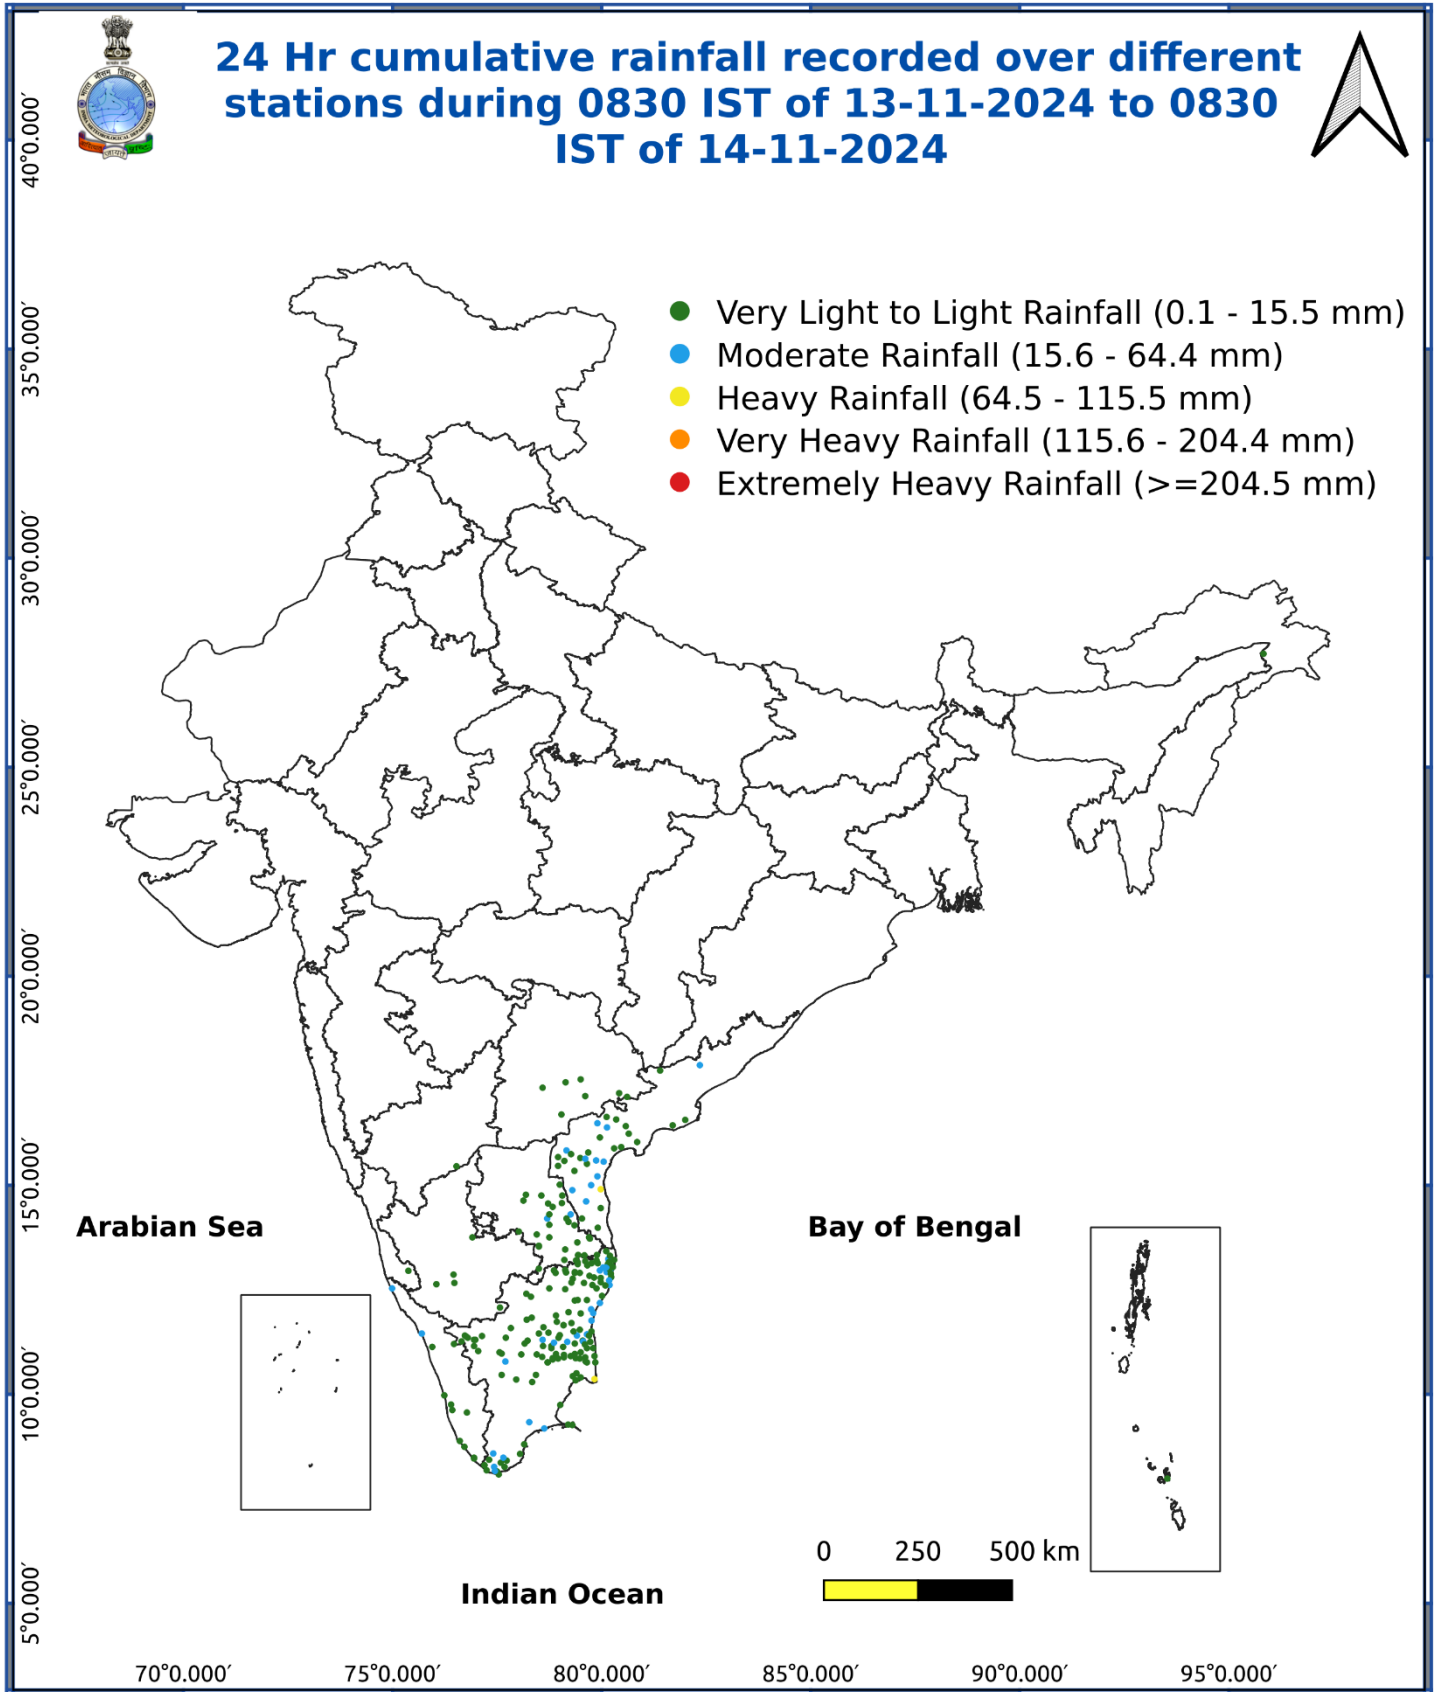 24 Hr cumulative rainfall recorded over different
stations during 0830 IST of 13-11-2024 to 0830
IST of 14-11-2024
Very Light to Light Rainfall (0.1 - 15.5 mm)
Moderate Rainfall (15.6 - 64.4 mm)
Heavy Rainfall (64.5 - 115.5 mm)
Very Heavy Rainfall (115.6 - 204.4 mm)
Extremely Heavy Rainfall (>=204.5 mm)
40°0.000′
35°0.000′
30°0.000′
25°0.000′
20°0.000′
15°0.000′
10°0.000′
5°0.000′
Arabian Sea
Bay of Bengal
Indian Ocean
0 250 500 km
70°0.000′ 75°0.000′ 80°0.000′ 85°0.000′ 90°0.000′ 95°0.000′